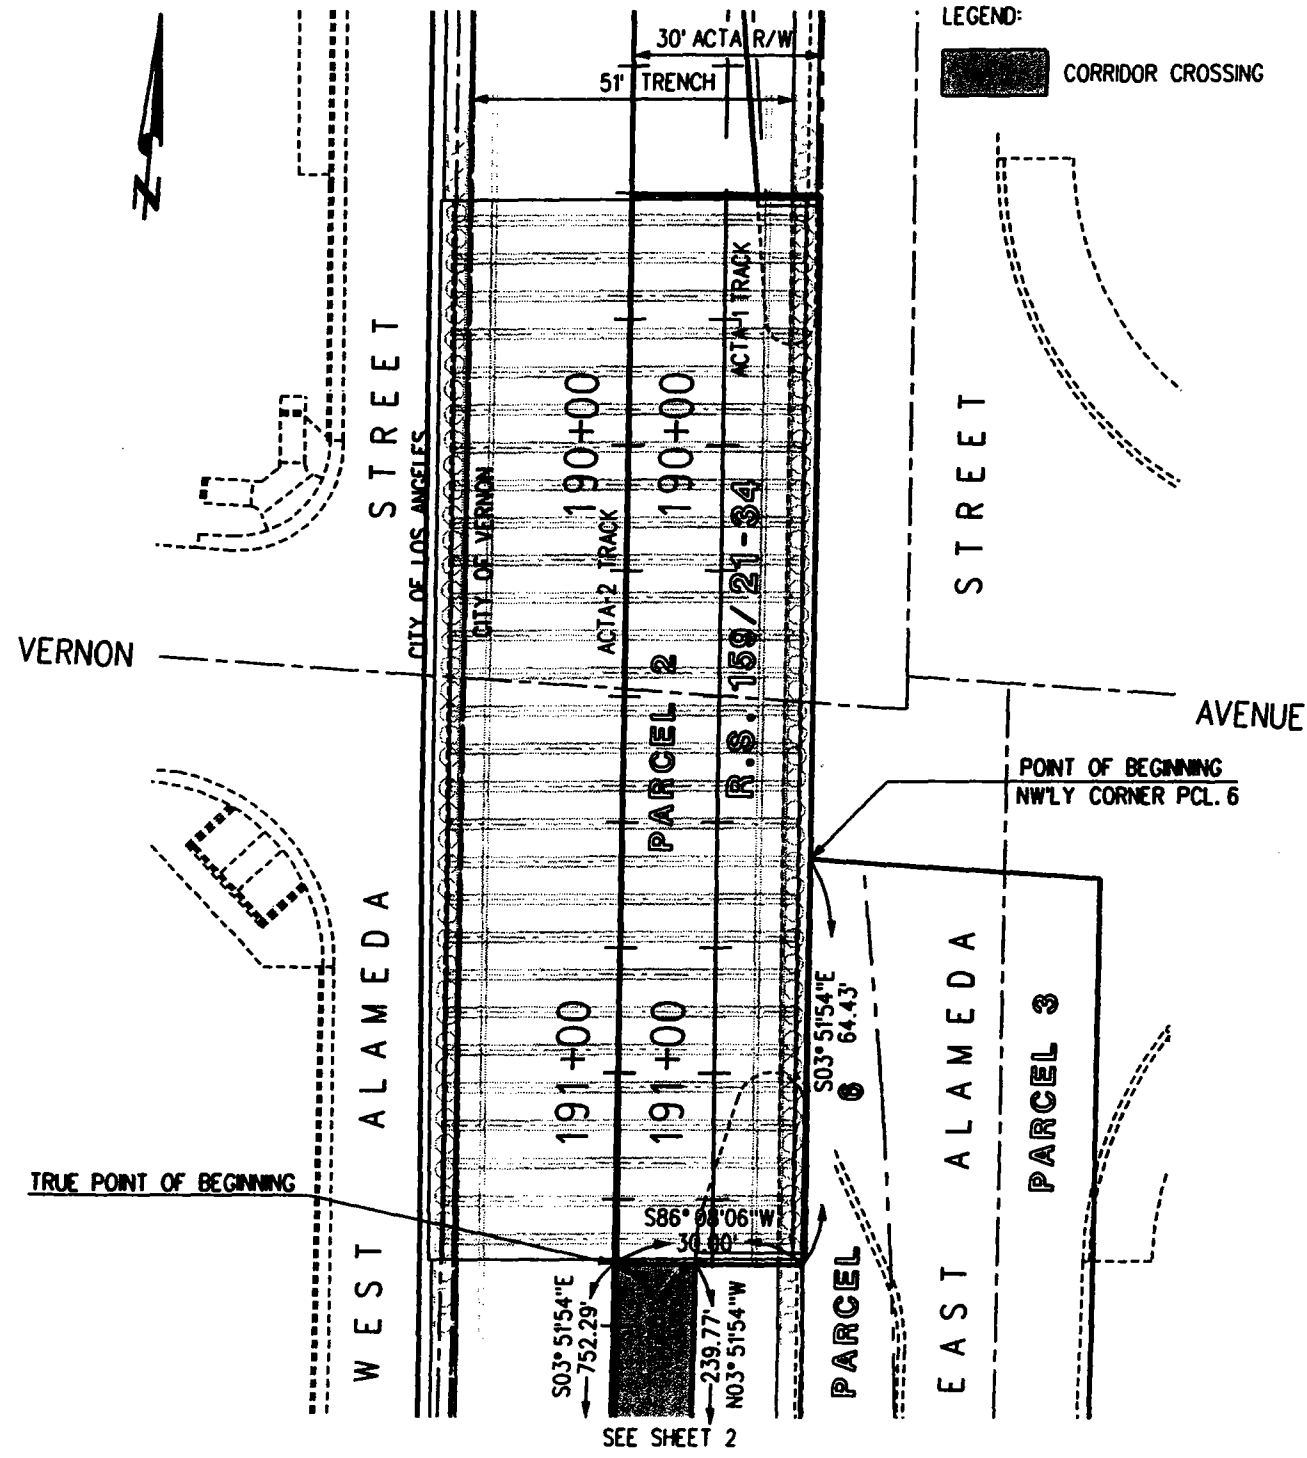 LEGEND:
30' ACTA R/W
CORRIDOR CROSSING
51' TRENCH
N
STREET
CITY OF LOS ANGELES
CITY OF VERNON
190+00
190+00
ACTA-1 TRACK
ACTA-2 TRACK
R.S. 159/21-34
STREET
VERNON
AVENUE
PARCEL 2
POINT OF BEGINNING
NW'LY CORNER PCL. 6
ALAMEDA
191+00
191+00
S03°51'54"E
64.43'
6
ALAMEDA
PARCEL 3
TRUE POINT OF BEGINNING
S86°08'06"W
30.00'
WEST
S03°51'54"E
752.29'
239.77'
N03°51'54"W
PARCEL
EAST
SEE SHEET 2